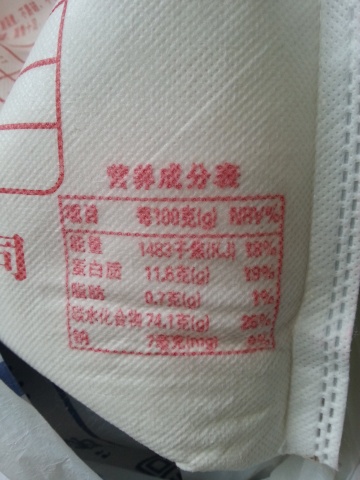 营养成分表
项目 每100克(g) NRV%
能量 1483千焦(KJ) 18%
蛋白质 11.6克(g) 19%
脂肪 0.7克(g) 1%
碳水化合物 74.1克(g) 25%
钠 7毫克(mg) 0%
司